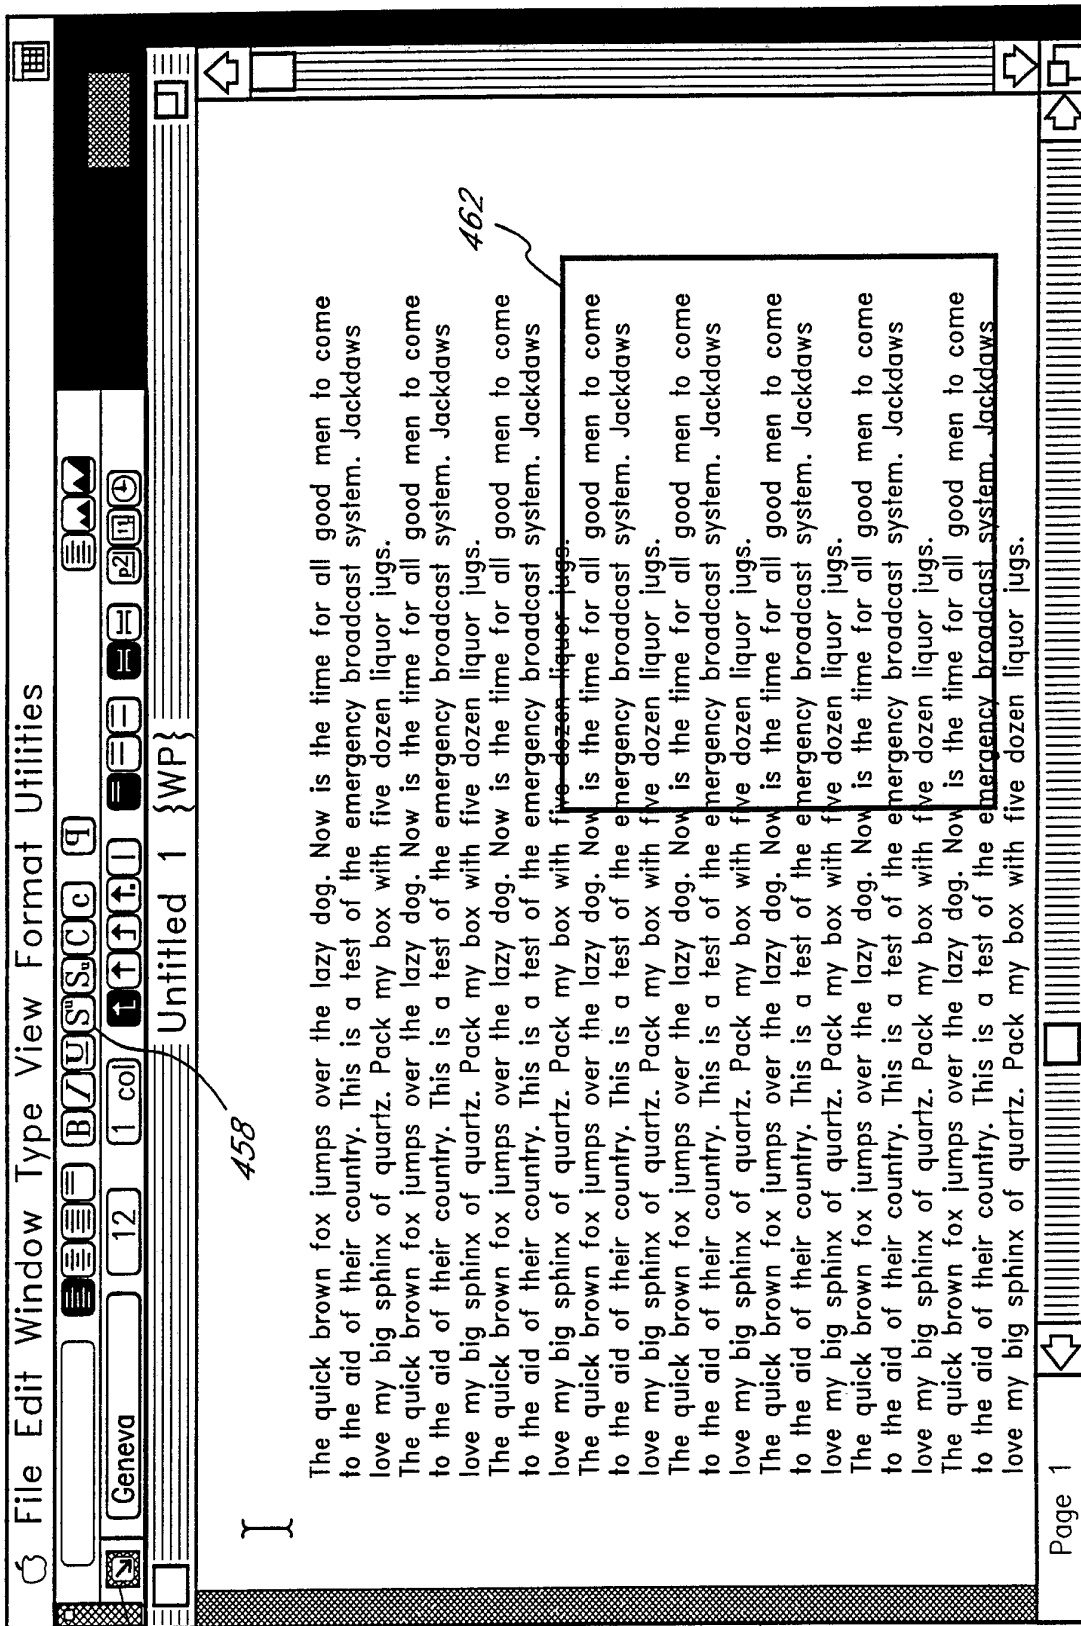 File Edit Window Type View Format Utilities
B I U S S C c q
Geneva 12 1 col p2 11
Untitled 1 {WP}
458
462
The quick brown fox jumps over the lazy dog. Now is the time for all good men to come
to the aid of their country. This is a test of the emergency broadcast system. Jackdaws
love my big sphinx of quartz. Pack my box with five dozen liquor jugs.
The quick brown fox jumps over the lazy dog. Now is the time for all good men to come
to the aid of their country. This is a test of the emergency broadcast system. Jackdaws
love my big sphinx of quartz. Pack my box with five dozen liquor jugs.
The quick brown fox jumps over the lazy dog. Now is the time for all good men to come
to the aid of their country. This is a test of the emergency broadcast system. Jackdaws
love my big sphinx of quartz. Pack my box with five dozen liquor jugs.
The quick brown fox jumps over the lazy dog. Now is the time for all good men to come
to the aid of their country. This is a test of the emergency broadcast system. Jackdaws
love my big sphinx of quartz. Pack my box with five dozen liquor jugs.
The quick brown fox jumps over the lazy dog. Now is the time for all good men to come
to the aid of their country. This is a test of the emergency broadcast system. Jackdaws
love my big sphinx of quartz. Pack my box with five dozen liquor jugs.
The quick brown fox jumps over the lazy dog. Now is the time for all good men to come
to the aid of their country. This is a test of the emergency broadcast system. Jackdaws
love my big sphinx of quartz. Pack my box with five dozen liquor jugs.
The quick brown fox jumps over the lazy dog. Now is the time for all good men to come
to the aid of their country. This is a test of the emergency broadcast system. Jackdaws
love my big sphinx of quartz. Pack my box with five dozen liquor jugs.
The quick brown fox jumps over the lazy dog. Now is the time for all good men to come
to the aid of their country. This is a test of the emergency broadcast system. Jackdaws
love my big sphinx of quartz. Pack my box with five dozen liquor jugs.
Page 1